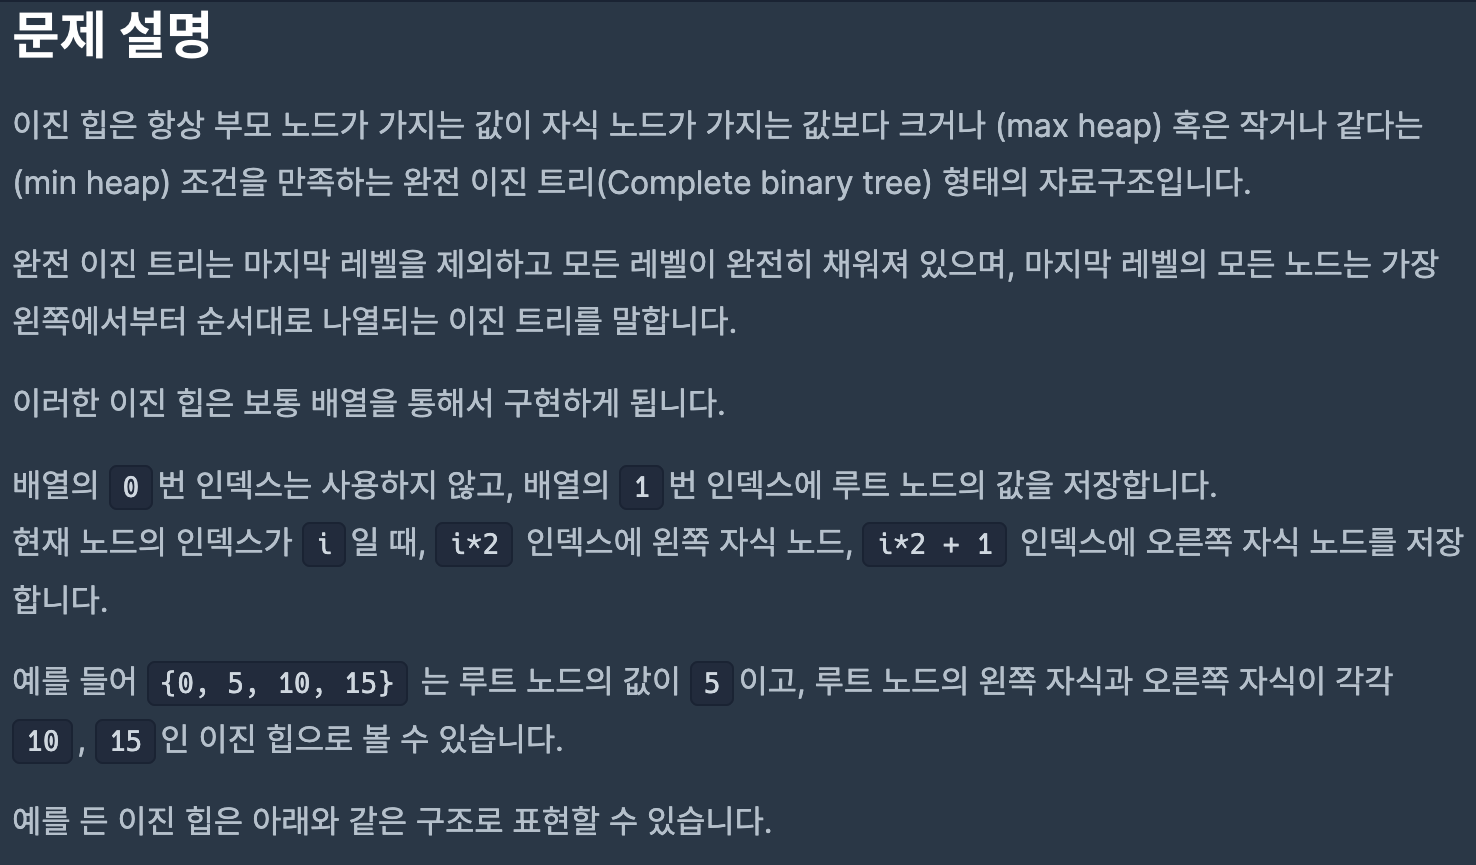 문제 설명
이진 힙은 항상 부모 노드가 가지는 값이 자식 노드가 가지는 값보다 크거나 (max heap) 혹은 작거나 같다는
(min heap) 조건을 만족하는 완전 이진 트리(Complete binary tree) 형태의 자료구조입니다.
완전 이진 트리는 마지막 레벨을 제외하고 모든 레벨이 완전히 채워져 있으며, 마지막 레벨의 모든 노드는 가장
왼쪽에서부터 순서대로 나열되는 이진 트리를 말합니다.
이러한 이진 힙은 보통 배열을 통해서 구현하게 됩니다.
배열의 0 번 인덱스는 사용하지 않고, 배열의 1 번 인덱스에 루트 노드의 값을 저장합니다.
현재 노드의 인덱스가 i 일 때, i*2 인덱스에 왼쪽 자식 노드, i*2 + 1 인덱스에 오른쪽 자식 노드를 저장
합니다.
예를 들어 {0, 5, 10, 15} 는 루트 노드의 값이 5 이고, 루트 노드의 왼쪽 자식과 오른쪽 자식이 각각
10 , 15 인 이진 힙으로 볼 수 있습니다.
예를 든 이진 힙은 아래와 같은 구조로 표현할 수 있습니다.